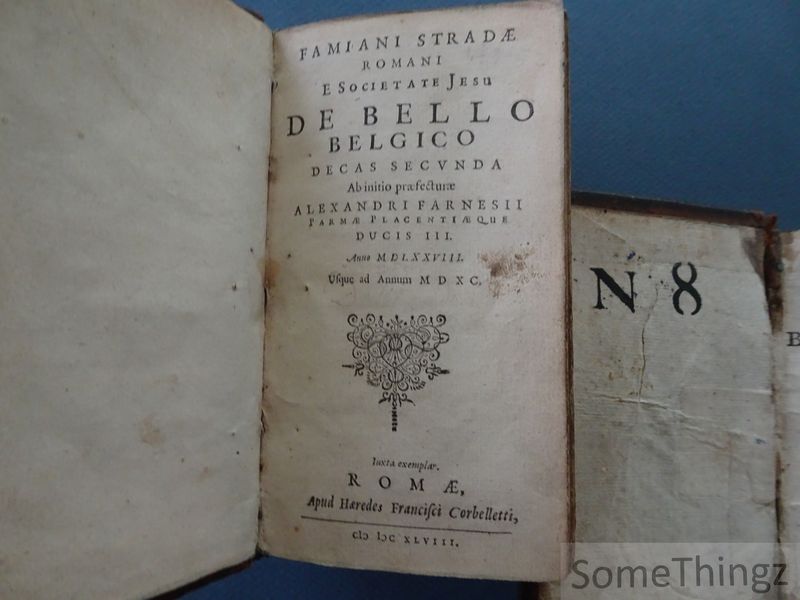 FAMIANI STRADÆ
ROMANI
E SOCIETATE JESU
DE BELLO
BELGICO
DECAS SECVNDA
Ab initio præfecturæ
ALEXANDRI FARNESII
PARMÆ PLACENTIÆQUE
DUCIS III.
Anno MDLXXVIII.
Usque ad Annum MDXC.
Iuxta exemplar.
ROMÆ,
Apud Hæredes Francisci Corbelletti,
cIɔ Iɔc XLVIII.
N 8
B
SomeThingz